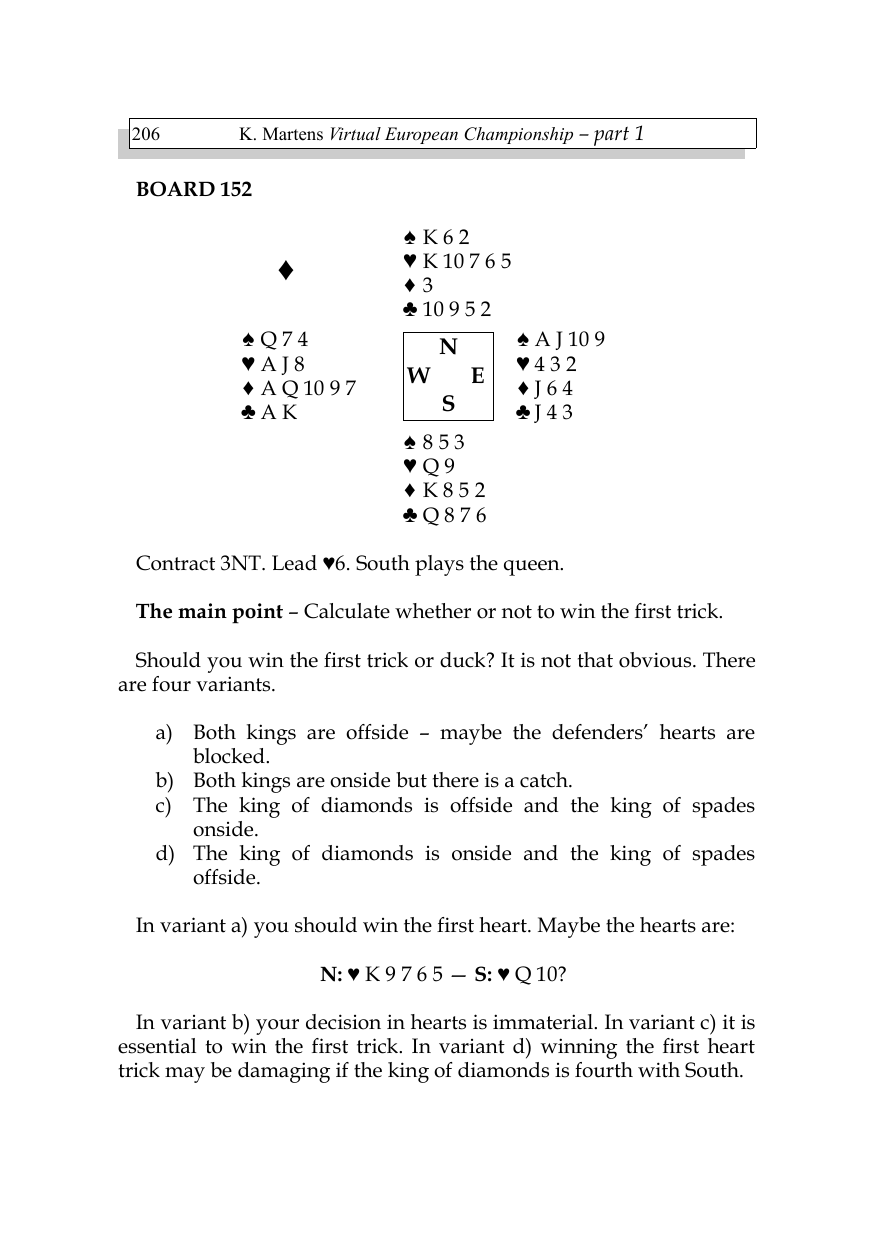 206 K. Martens Virtual European Championship – part 1
BOARD 152
♠ K 6 2
♥ K 10 7 6 5
♦
♦ 3
♣ 10 9 5 2
♠ Q 7 4
♥ A J 8
♦ A Q 10 9 7
♣ A K
N
W E
S
♠ A J 10 9
♥ 4 3 2
♦ J 6 4
♣ J 4 3
♠ 8 5 3
♥ Q 9
♦ K 8 5 2
♣ Q 8 7 6
Contract 3NT. Lead ♥6. South plays the queen.
The main point – Calculate whether or not to win the first trick.
Should you win the first trick or duck? It is not that obvious. There
are four variants.
a) Both kings are offside – maybe the defenders’ hearts are
blocked.
b) Both kings are onside but there is a catch.
c) The king of diamonds is offside and the king of spades
onside.
d) The king of diamonds is onside and the king of spades
offside.
In variant a) you should win the first heart. Maybe the hearts are:
N: ♥ K 9 7 6 5 — S: ♥ Q 10?
In variant b) your decision in hearts is immaterial. In variant c) it is
essential to win the first trick. In variant d) winning the first heart
trick may be damaging if the king of diamonds is fourth with South.